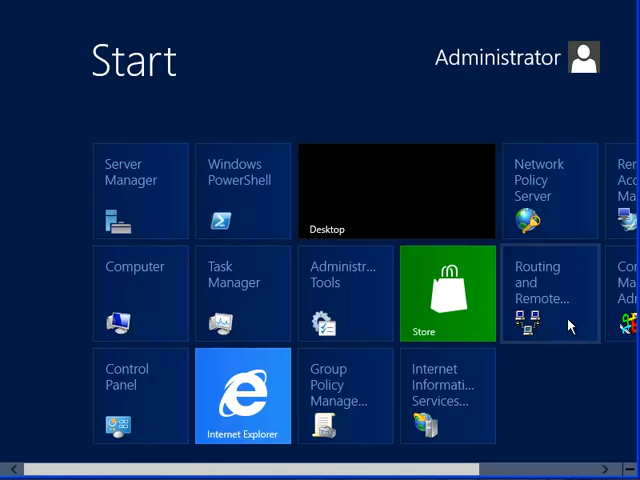 Start
Administrator
Server
Manager
Windows
PowerShell
Desktop
Network
Policy
Server
Computer
Task
Manager
Administr...
Tools
Store
Routing
and
Remote...
Control
Panel
Internet Explorer
Group
Policy
Manage...
Internet
Informati...
Services...